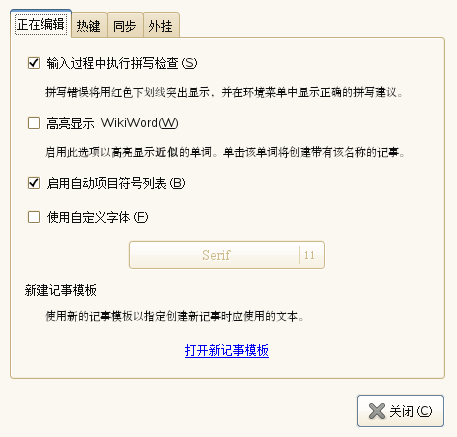 正在编辑 热键 同步 外挂
输入过程中执行拼写检查(S)
拼写错误将用红色下划线突出显示，并在环境菜单中显示正确的拼写建议。
高亮显示 WikiWord(W)
启用此选项以高亮显示近似的单词。单击该单词将创建带有该名称的记事。
启用自动项目符号列表(B)
使用自定义字体(F)
Serif 11
新建记事模板
使用新的记事模板以指定创建新记事时应使用的文本。
打开新记事模板
关闭(C)